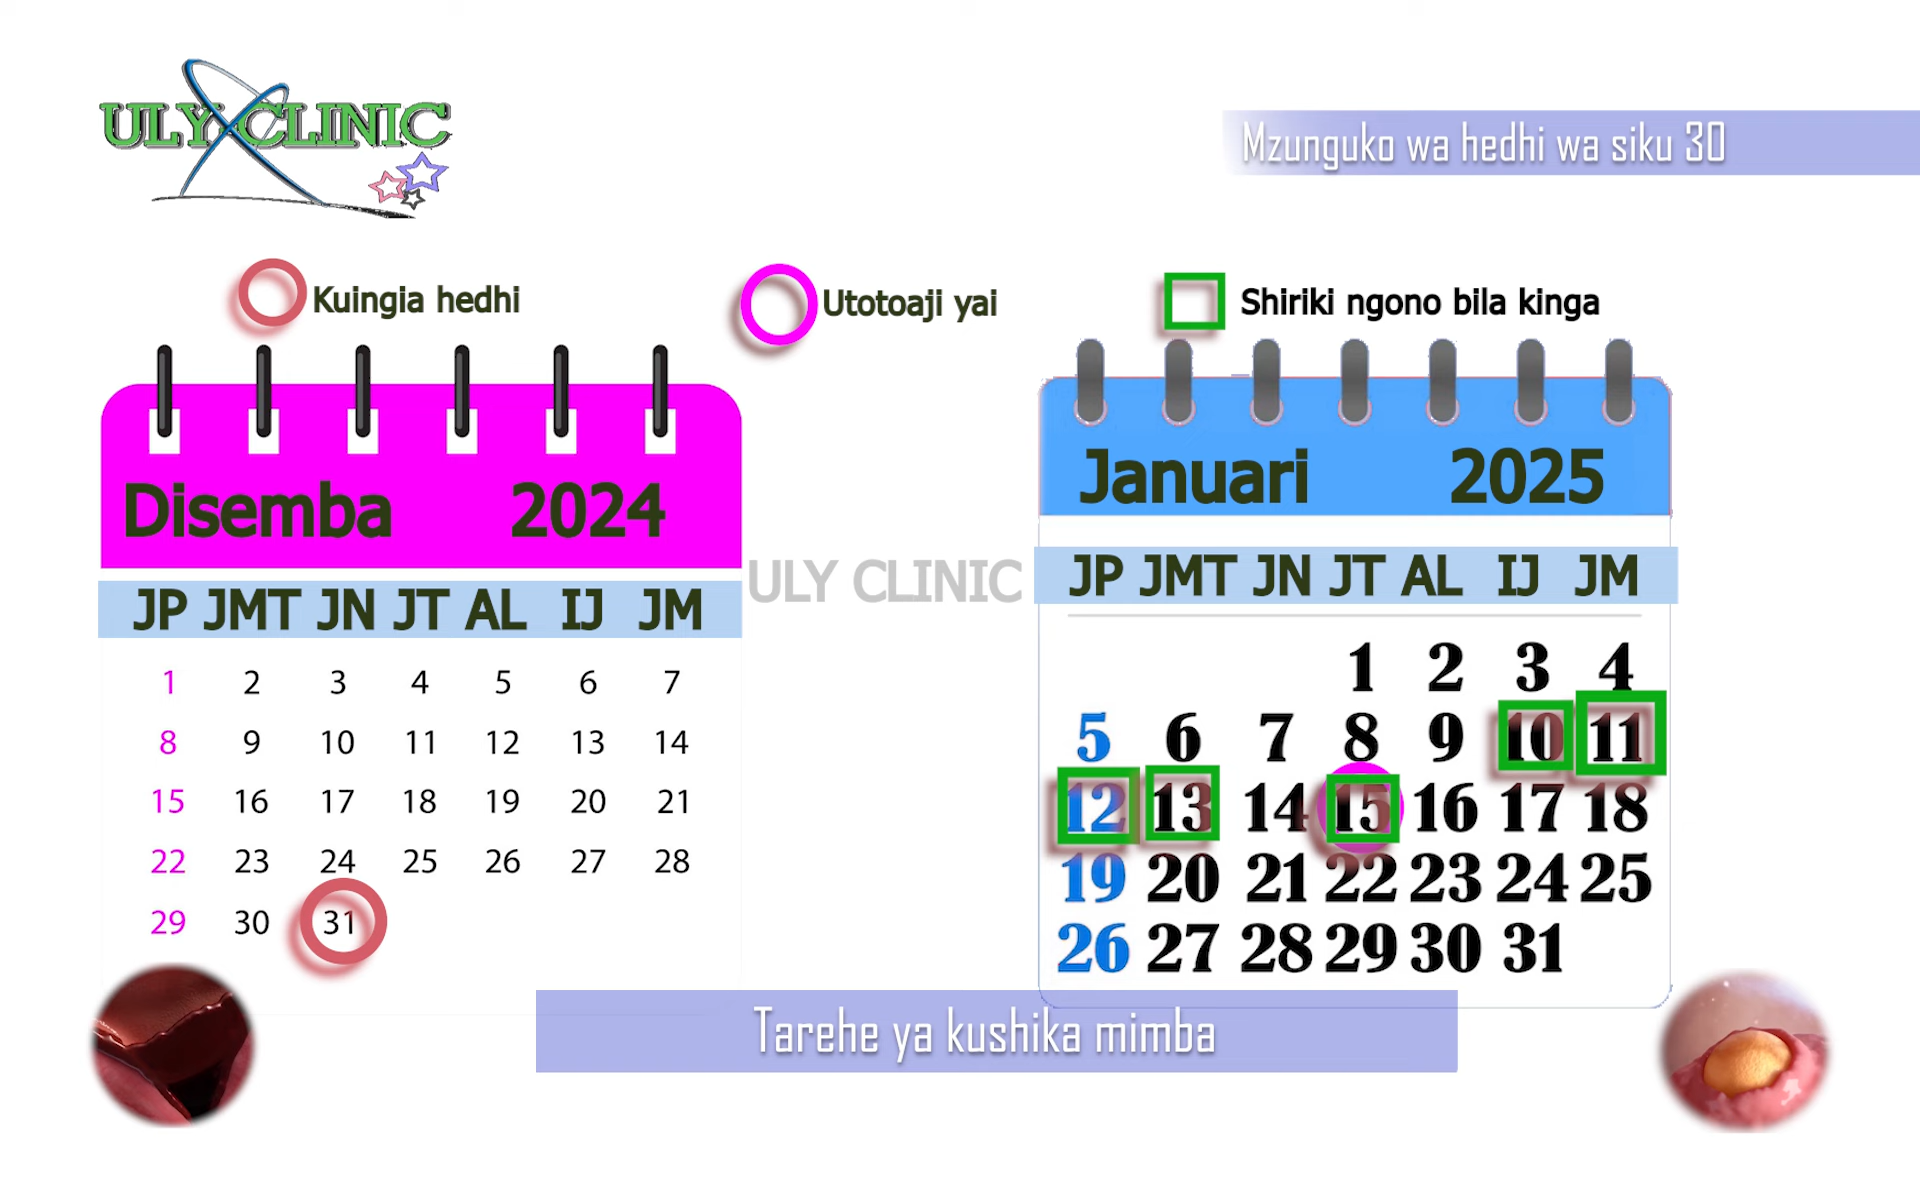 ULY CLINIC
Mzunguko wa hedhi wa siku 30
Kuingia hedhi
Utotoaji yai
Shiriki ngono bila kinga
Disemba 2024
JP JMT JN JT AL IJ JM
1 2 3 4 5 6 7
8 9 10 11 12 13 14
15 16 17 18 19 20 21
22 23 24 25 26 27 28
29 30 31
ULY CLINIC
Januari 2025
JP JMT JN JT AL IJ JM
1 2 3 4
5 6 7 8 9 10 11
12 13 14 15 16 17 18
19 20 21 22 23 24 25
26 27 28 29 30 31
Tarehe ya kushika mimba